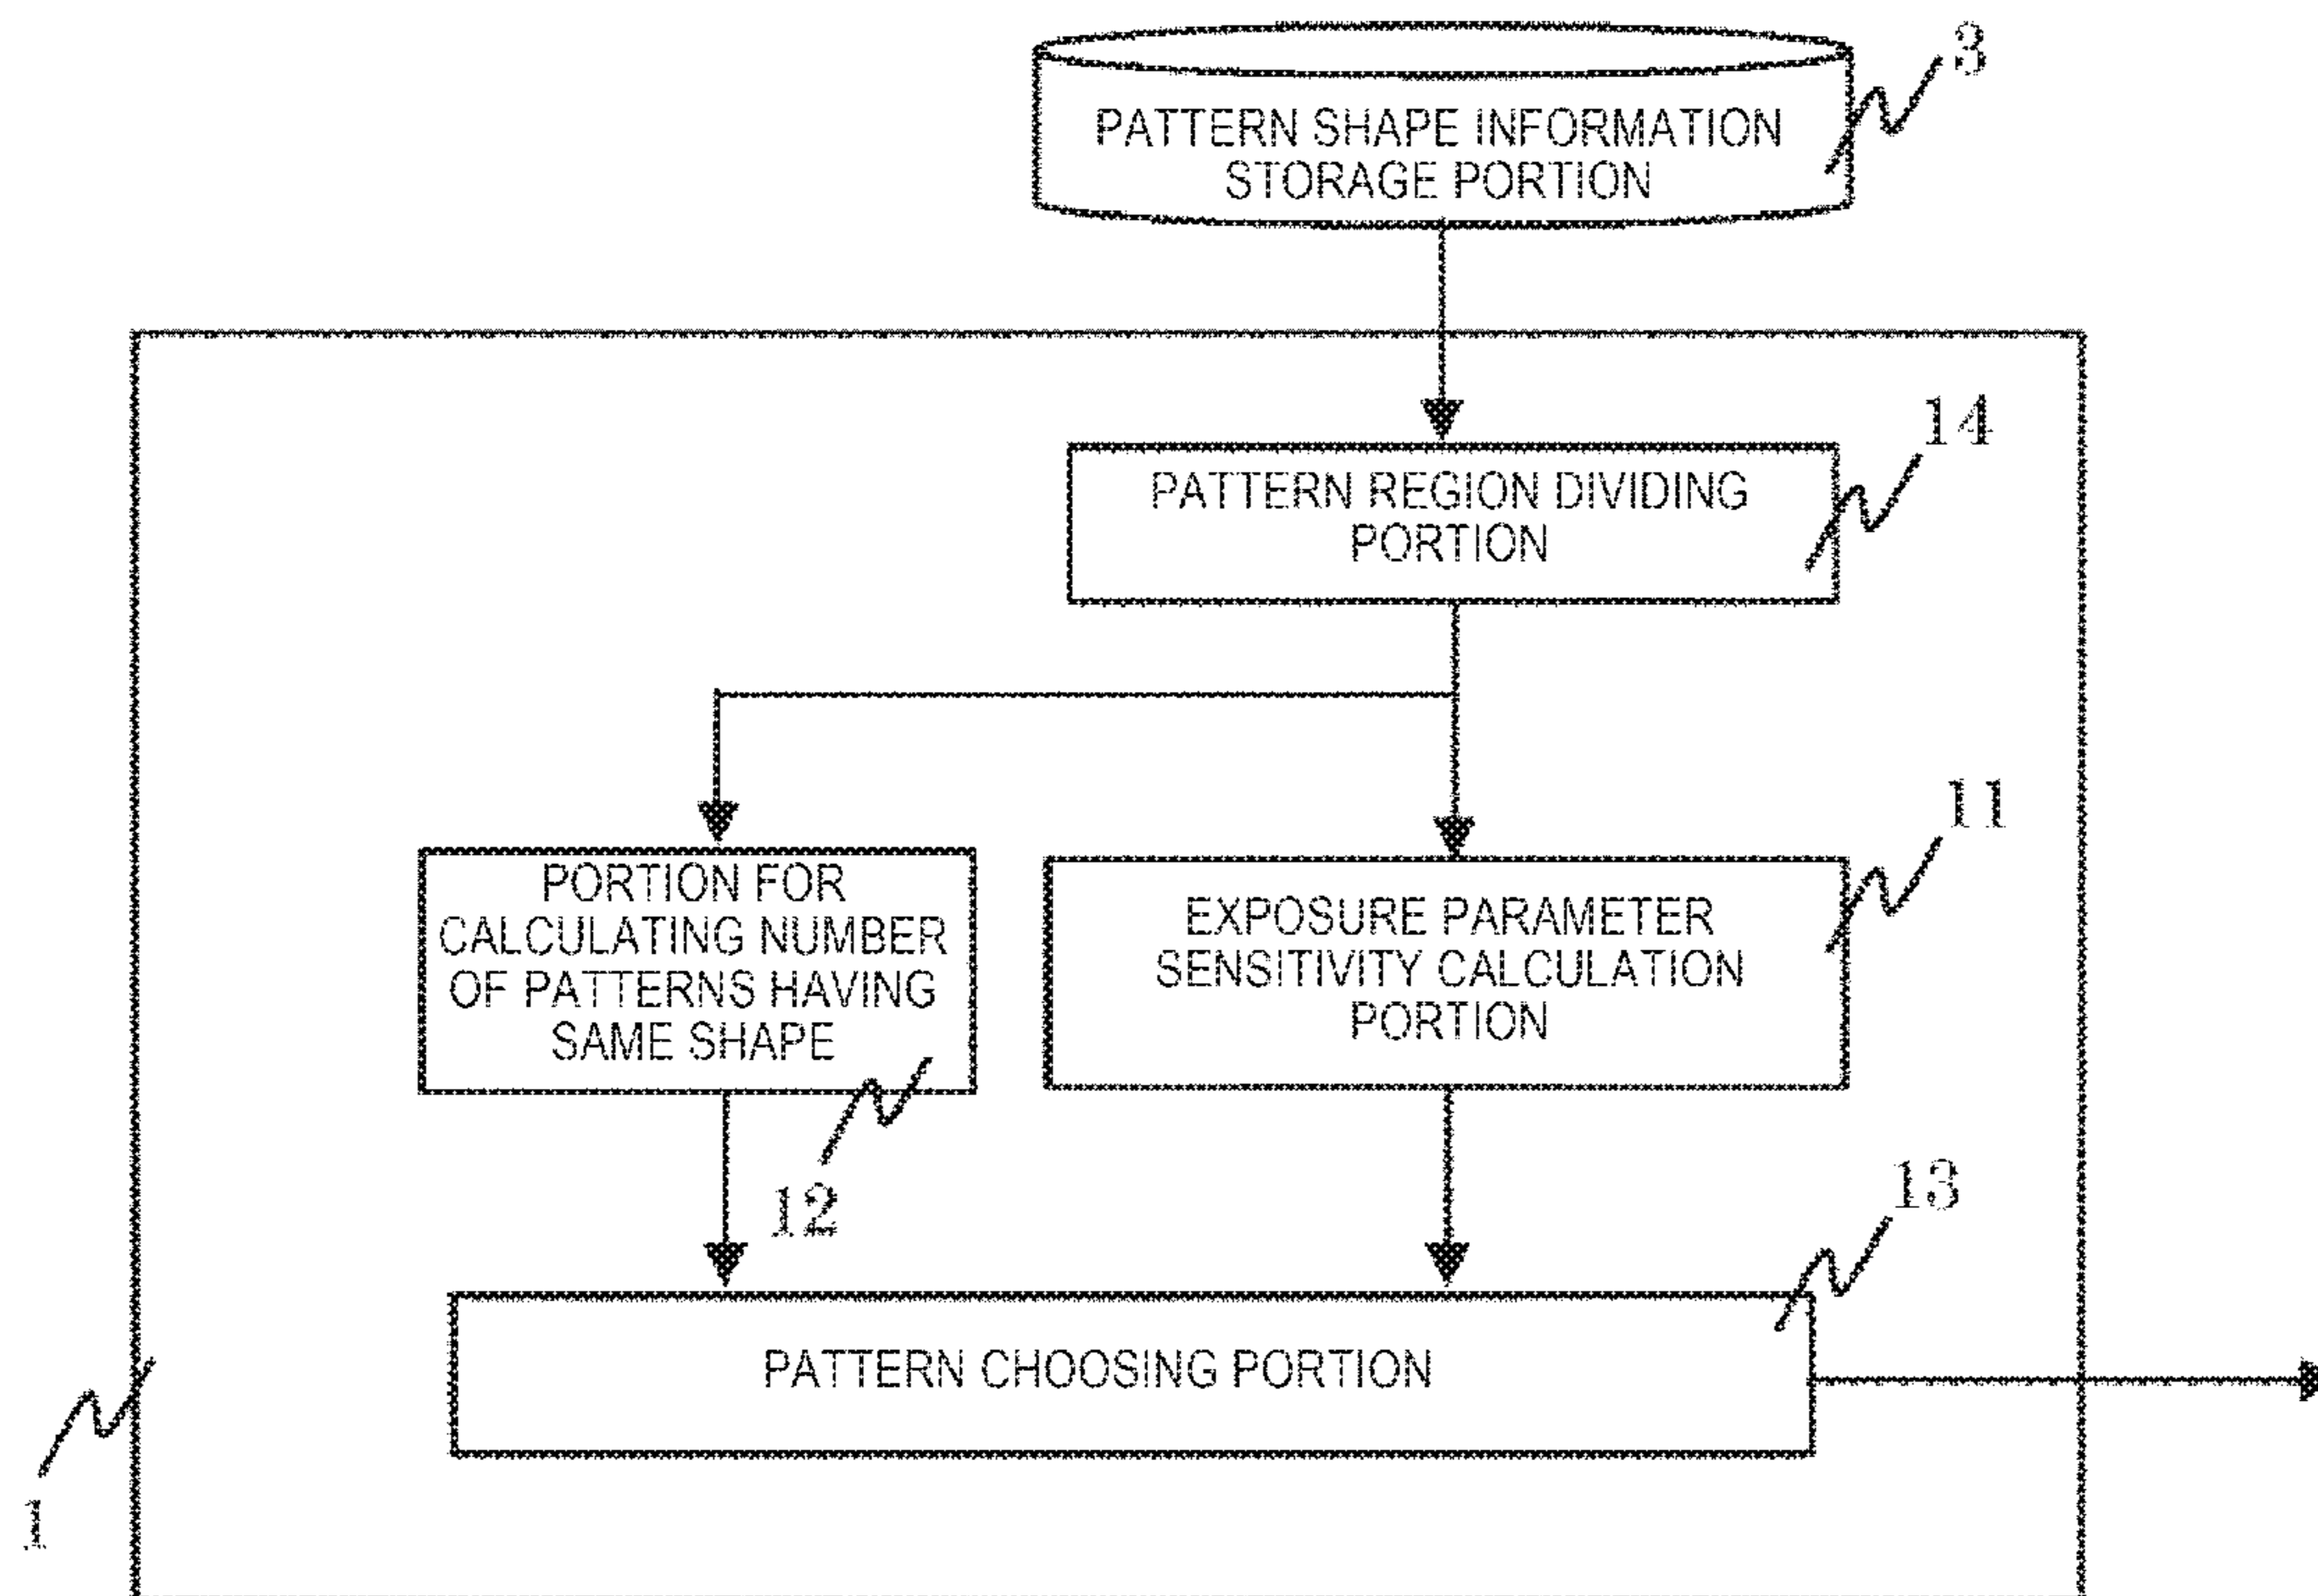 3
PATTERN SHAPE INFORMATION
STORAGE PORTION
14
PATTERN REGION DIVIDING
PORTION
11
PORTION FOR
CALCULATING NUMBER
OF PATTERNS HAVING
SAME SHAPE
EXPOSURE PARAMETER
SENSITIVITY CALCULATION
PORTION
12
13
PATTERN CHOOSING PORTION
1